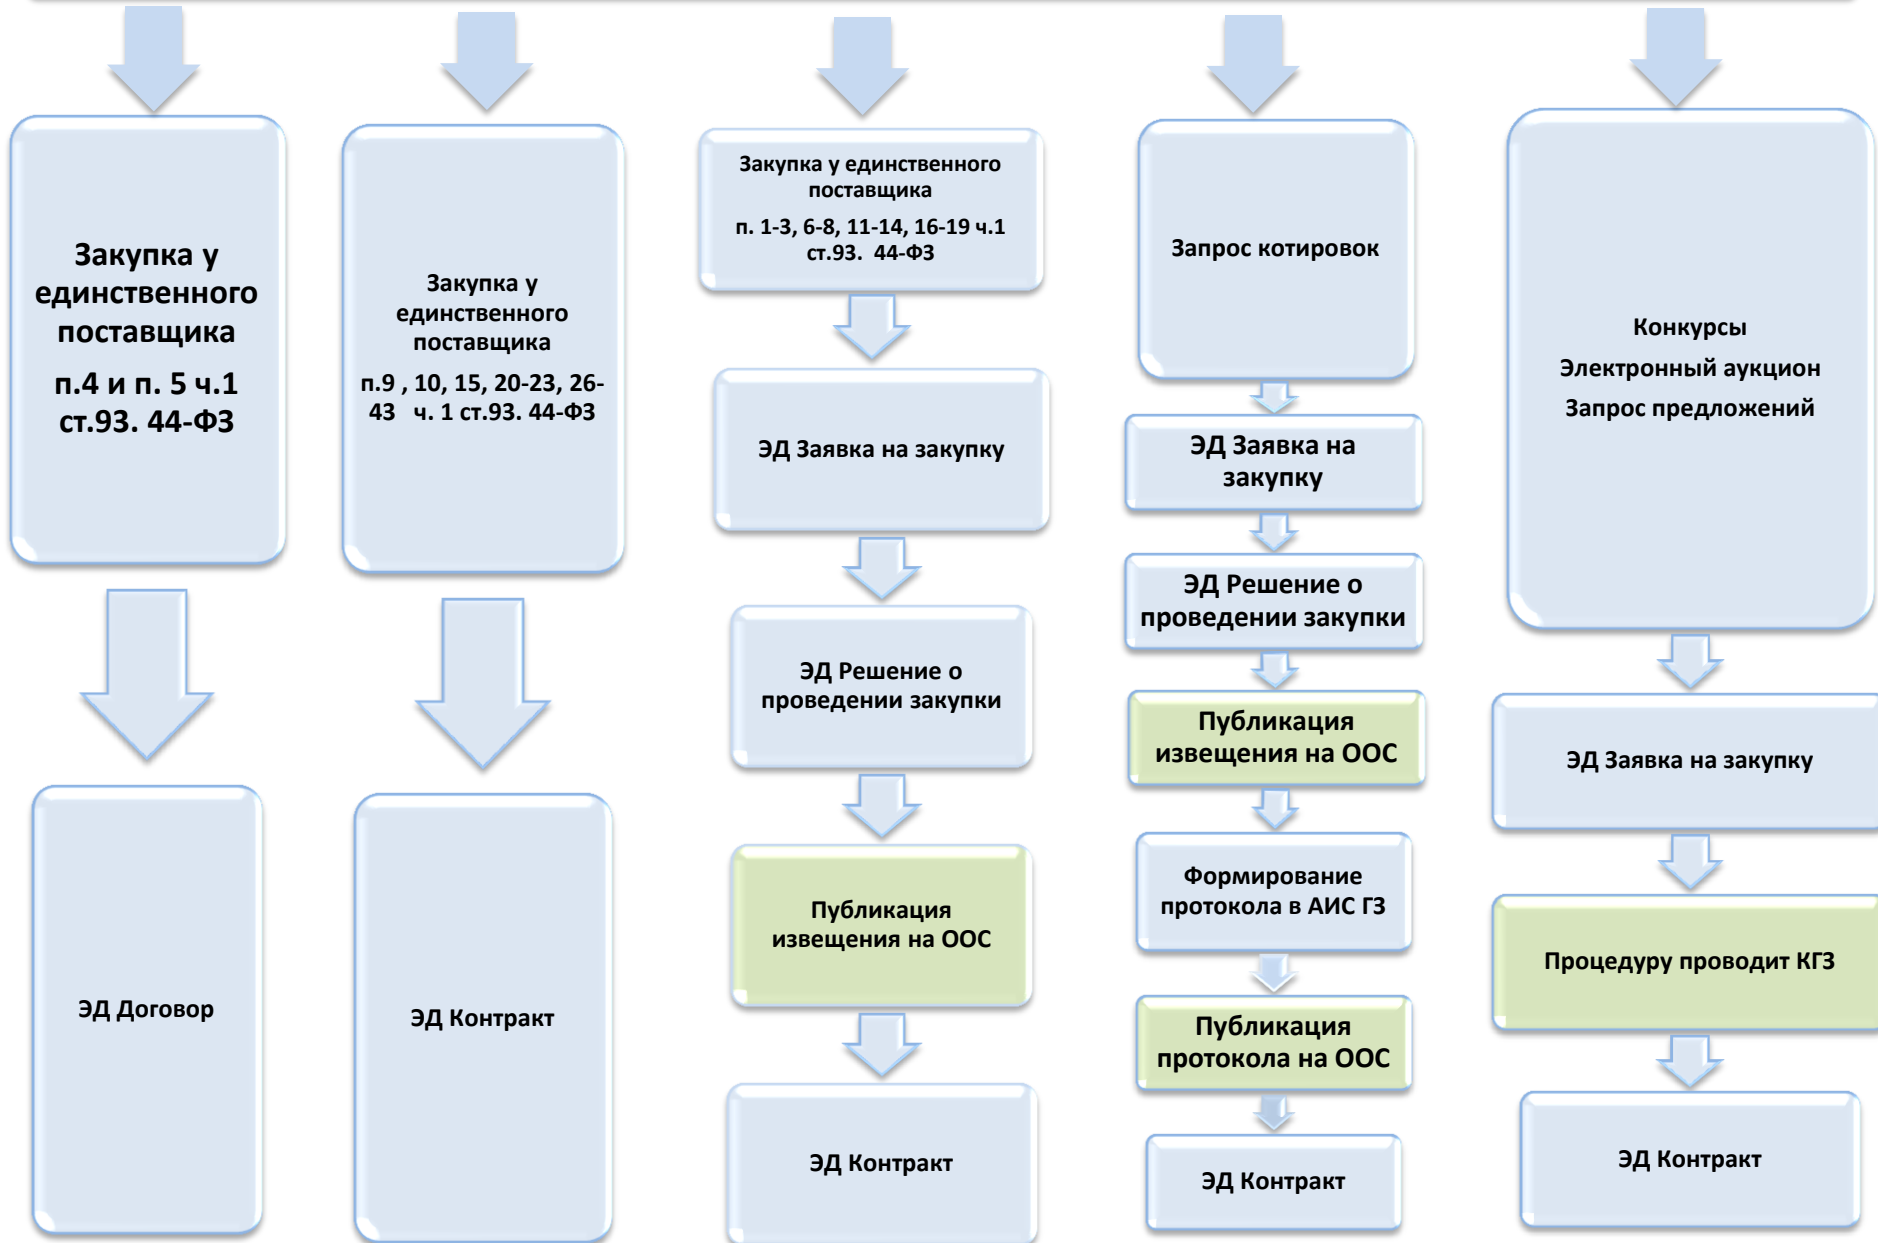 Закупка у
единственного
поставщика
п.4 и п. 5 ч.1
ст.93. 44-ФЗ
ЭД Договор
Закупка у
единственного
поставщика
п.9 , 10, 15, 20-23, 26-
43 ч. 1 ст.93. 44-ФЗ
ЭД Контракт
Закупка у единственного
поставщика
п. 1-3, 6-8, 11-14, 16-19 ч.1
ст.93. 44-ФЗ
ЭД Заявка на закупку
ЭД Решение о
проведении закупки
Публикация
извещения на ООС
ЭД Контракт
Запрос котировок
ЭД Заявка на
закупку
ЭД Решение о
проведении закупки
Публикация
извещения на ООС
Формирование
протокола в АИС ГЗ
Публикация
протокола на ООС
ЭД Контракт
Конкурсы
Электронный аукцион
Запрос предложений
ЭД Заявка на закупку
Процедуру проводит КГЗ
ЭД Контракт